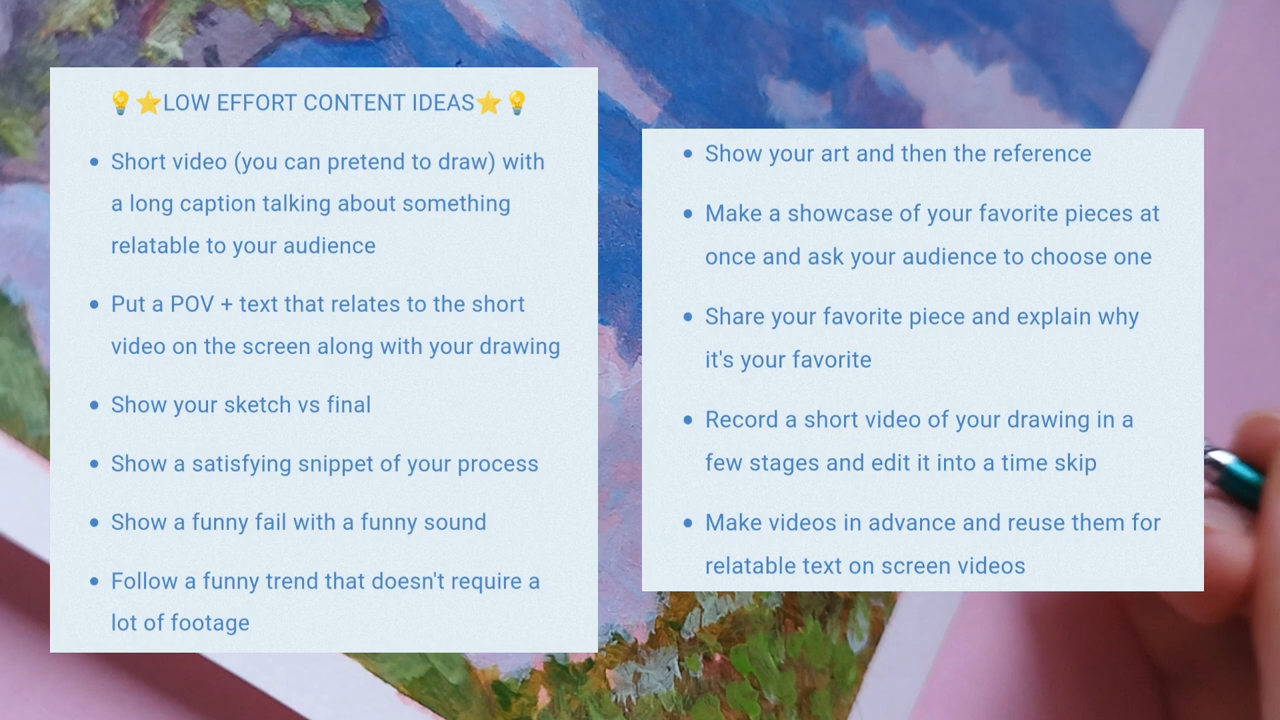 💡⭐LOW EFFORT CONTENT IDEAS⭐💡
• Short video (you can pretend to draw) with
a long caption talking about something
relatable to your audience
• Put a POV + text that relates to the short
video on the screen along with your drawing
• Show your sketch vs final
• Show a satisfying snippet of your process
• Show a funny fail with a funny sound
• Follow a funny trend that doesn't require a
lot of footage
• Show your art and then the reference
• Make a showcase of your favorite pieces at
once and ask your audience to choose one
• Share your favorite piece and explain why
it's your favorite
• Record a short video of your drawing in a
few stages and edit it into a time skip
• Make videos in advance and reuse them for
relatable text on screen videos